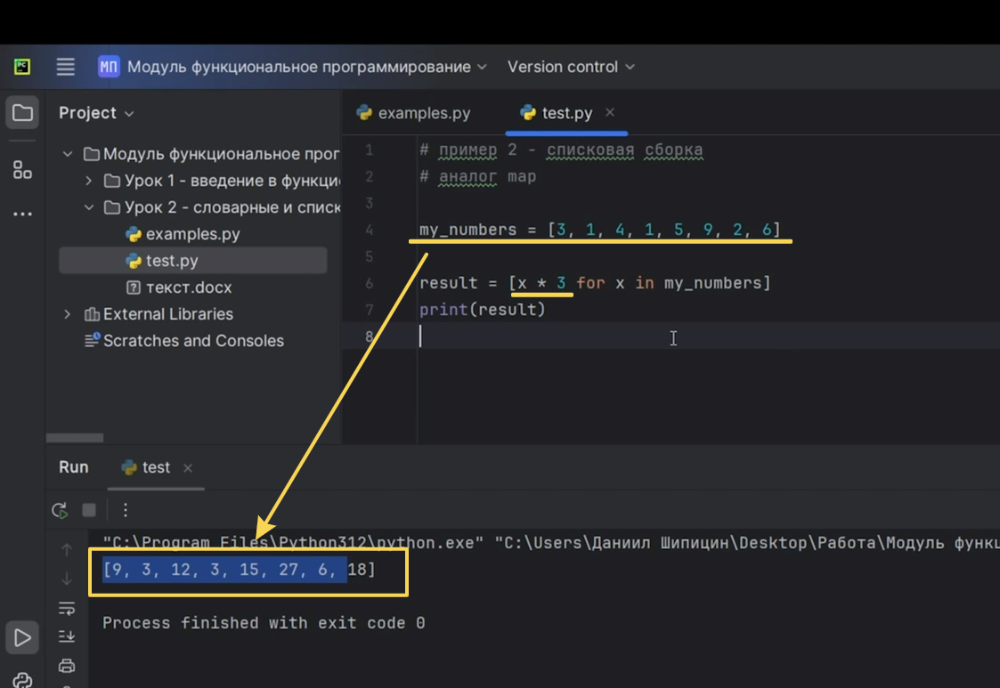 PC
МП Модуль функциональное программирование Version control
Project
examples.py
test.py
Модуль функциональное прог
Урок 1 - введение в функци
Урок 2 - словарные и списк
examples.py
test.py
текст.docx
External Libraries
Scratches and Consoles
1 # пример 2 - списковая сборка
2 # аналог map
3
4 my_numbers = [3, 1, 4, 1, 5, 9, 2, 6]
5
6 result = [x * 3 for x in my_numbers]
7 print(result)
8
Run test
"C:\Program Files\Python312\python.exe" "C:\Users\Даниил Шипицин\Desktop\Работа\Модуль функц
[9, 3, 12, 3, 15, 27, 6, 18]
Process finished with exit code 0